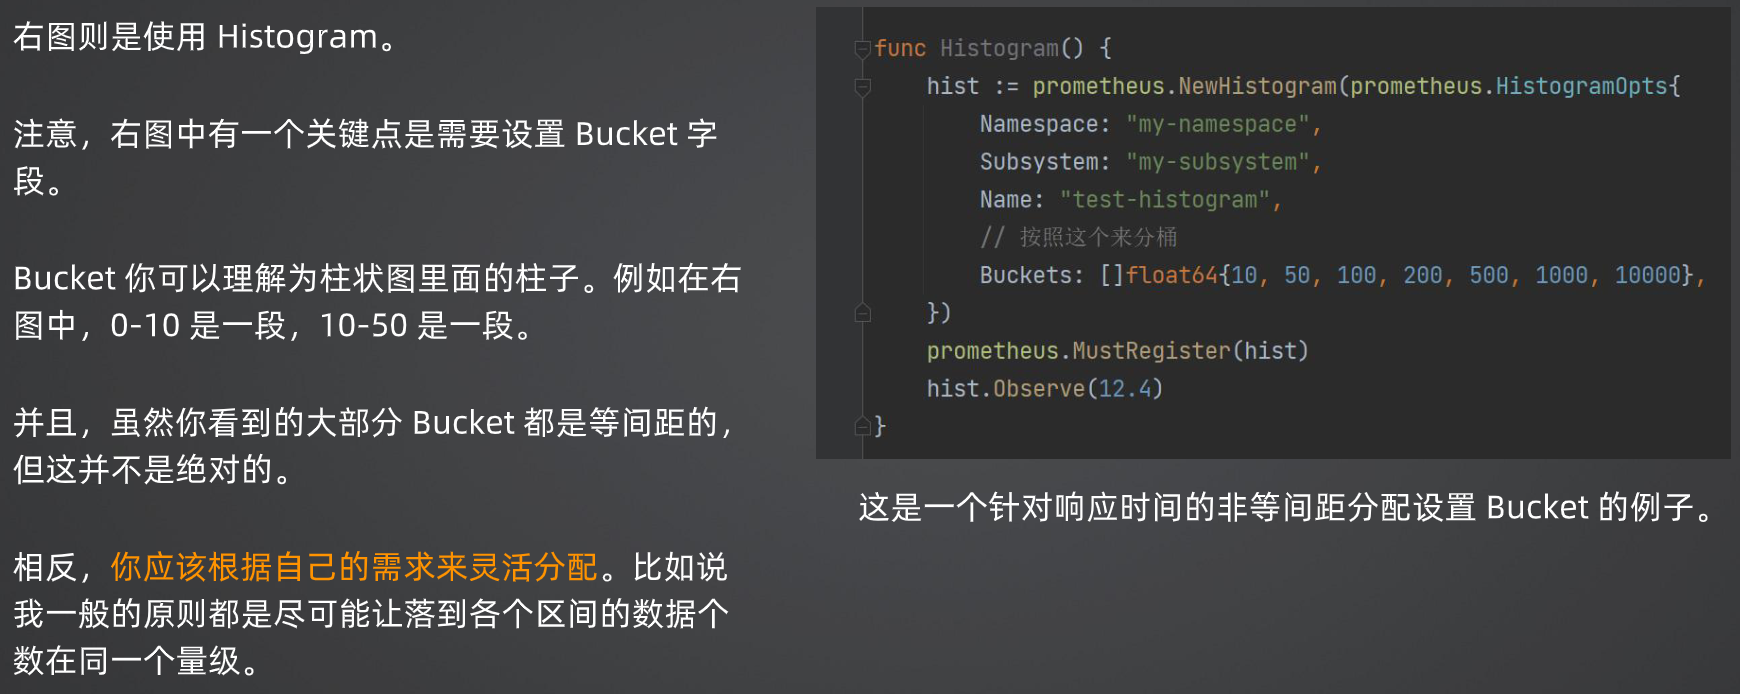 右图则是使用 Histogram。
注意，右图中有一个关键点是需要设置 Bucket 字
段。
Bucket 你可以理解为柱状图里面的柱子。例如在右
图中，0-10 是一段，10-50 是一段。
并且，虽然你看到的大部分 Bucket 都是等间距的，
但这并不是绝对的。
相反，你应该根据自己的需求来灵活分配。比如说
我一般的原则都是尽可能让落到各个区间的数据个
数在同一个量级。
func Histogram() {
    hist := prometheus.NewHistogram(prometheus.HistogramOpts{
        Namespace: "my-namespace",
        Subsystem: "my-subsystem",
        Name: "test-histogram",
        // 按照这个来分桶
        Buckets: []float64{10, 50, 100, 200, 500, 1000, 10000},
    })
    prometheus.MustRegister(hist)
    hist.Observe(12.4)
}
这是一个针对响应时间的非等间距分配设置 Bucket 的例子。